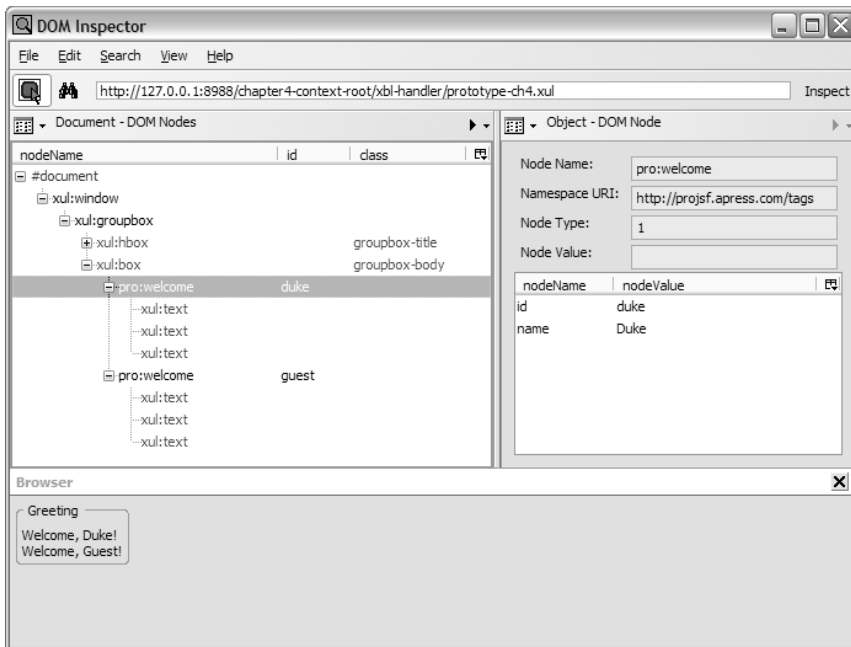 DOM Inspector
File Edit Search View Help
http://127.0.0.1:8988/chapter4-context-root/xbl-handler/prototype-ch4.xul Inspect
Document - DOM Nodes
nodeName id class
#document
xul:window
xul:groupbox
xul:hbox groupbox-title
xul:box groupbox-body
pro:welcome duke
xul:text
xul:text
xul:text
pro:welcome guest
xul:text
xul:text
xul:text
Object - DOM Node
Node Name: pro:welcome
Namespace URI: http://projsf.apress.com/tags
Node Type: 1
Node Value:
nodeName nodeValue
id duke
name Duke
Browser
Greeting
Welcome, Duke!
Welcome, Guest!